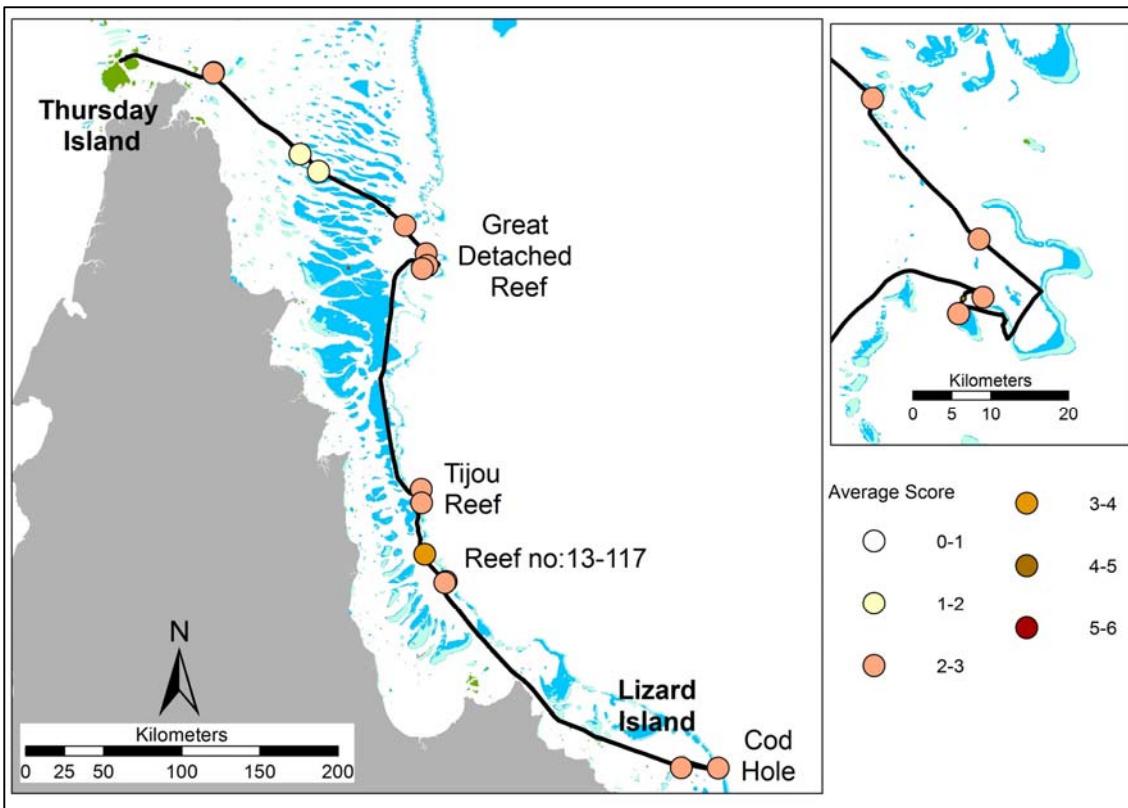 Thursday
Island
Great
Detached
Reef
Tijou
Reef
Reef no:13-117
N
Lizard
Island
Cod
Hole
Kilometers
0 25 50 100 150 200
Kilometers
0 5 10 20
Average Score
0-1
1-2
2-3
3-4
4-5
5-6